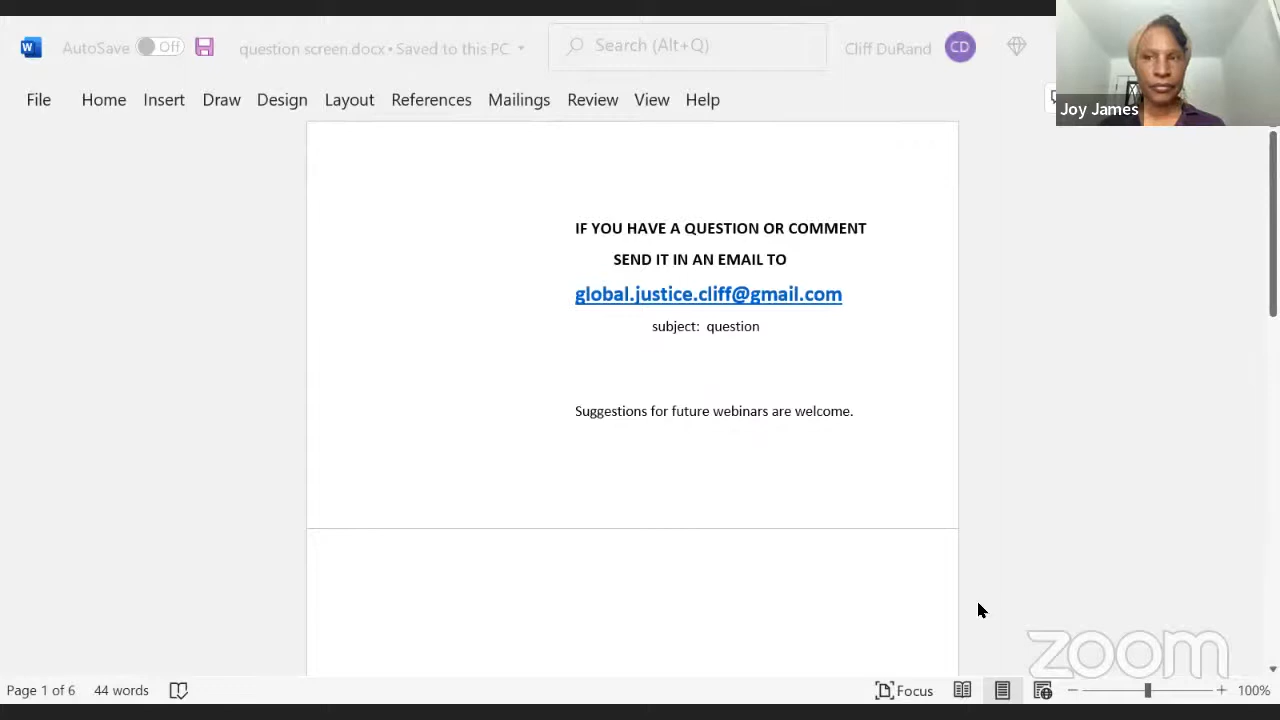 AutoSave Off question screen.docx • Saved to this PC Search (Alt+Q) Cliff DuRand CD
File Home Insert Draw Design Layout References Mailings Review View Help
Joy James
IF YOU HAVE A QUESTION OR COMMENT
SEND IT IN AN EMAIL TO
global.justice.cliff@gmail.com
subject: question
Suggestions for future webinars are welcome.
zoom
Page 1 of 6 44 words Focus 100%